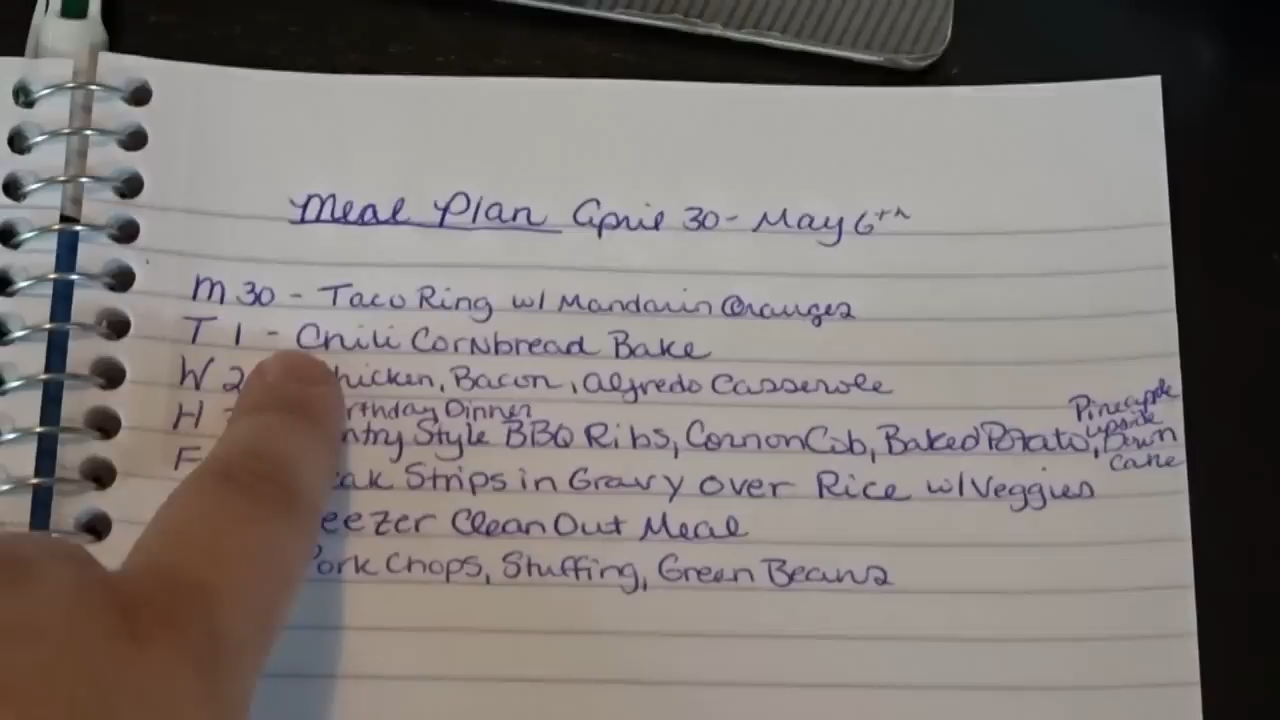 Meal Plan April 30 - May 6th
M 30 - Taco Ring w/ Mandarin Oranges
T 1 - Chili Cornbread Bake
W 2 hicken, Bacon, Alfredo Casserole
H rthday Dinner
ntry Style BBQ Ribs, Corn on Cob, Baked Potato, Pineapple upside Down Cake
F ak Strips in Gravy over Rice w/ Veggies
eezer Clean Out Meal
Pork Chops, Stuffing, Green Beans